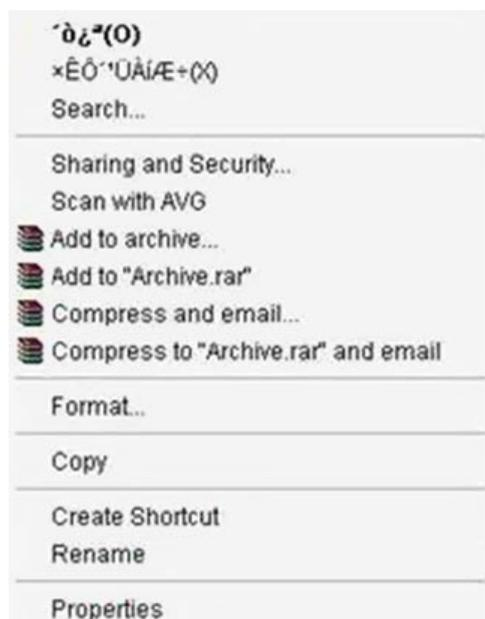 ´ò¿ª(O)
×ÊÔ´¹ÜÀíÆ÷(X)
Search...
Sharing and Security...
Scan with AVG
Add to archive...
Add to "Archive.rar"
Compress and email...
Compress to "Archive.rar" and email
Format...
Copy
Create Shortcut
Rename
Properties